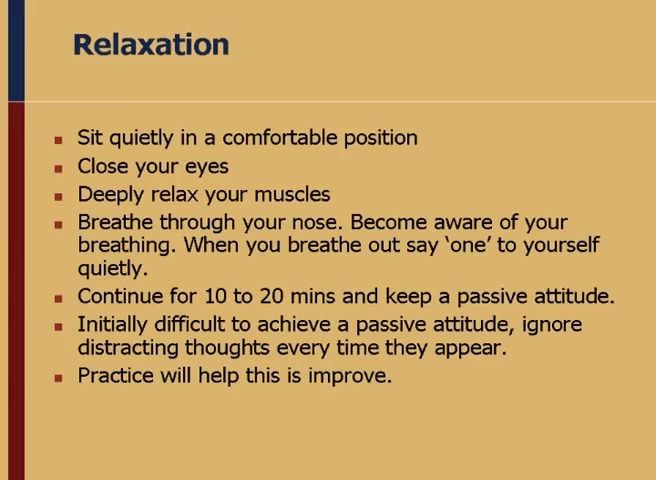 Relaxation
Sit quietly in a comfortable position
Close your eyes
Deeply relax your muscles
Breathe through your nose. Become aware of your
breathing. When you breathe out say ‘one’ to yourself
quietly.
Continue for 10 to 20 mins and keep a passive attitude.
Initially difficult to achieve a passive attitude, ignore
distracting thoughts every time they appear.
Practice will help this is improve.